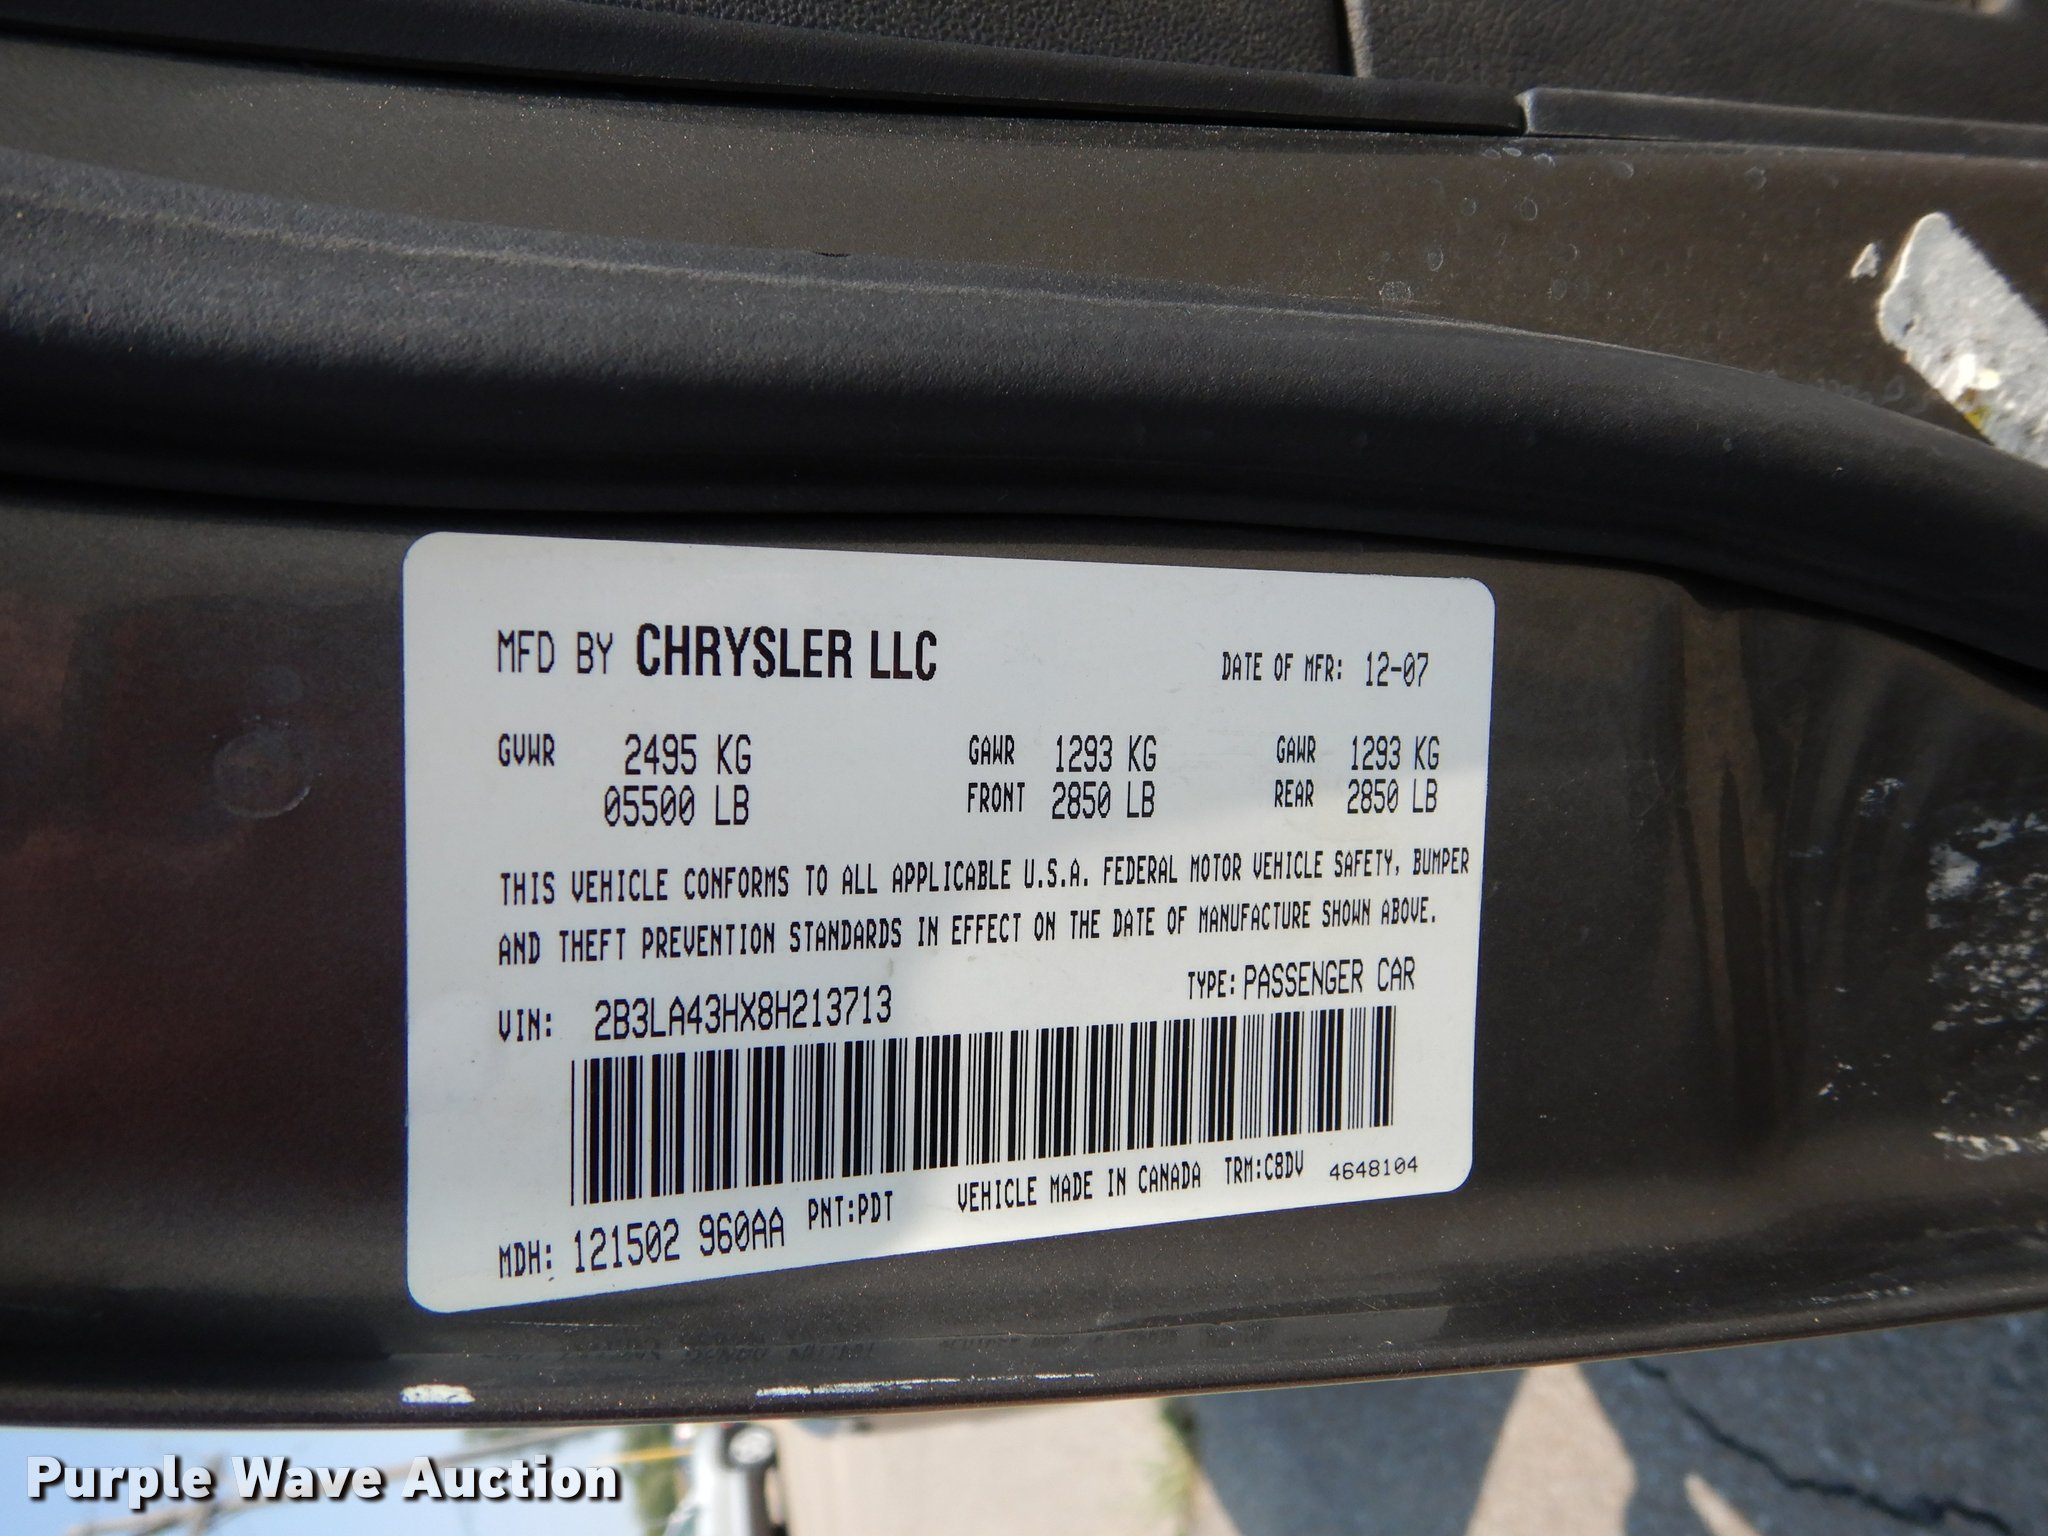 MFD BY CHRYSLER LLC DATE OF MFR: 12-07
GVWR 2495 KG GAWR 1293 KG GAWR 1293 KG
05500 LB FRONT 2850 LB REAR 2850 LB
THIS VEHICLE CONFORMS TO ALL APPLICABLE U.S.A. FEDERAL MOTOR VEHICLE SAFETY, BUMPER
AND THEFT PREVENTION STANDARDS IN EFFECT ON THE DATE OF MANUFACTURE SHOWN ABOVE.
VIN: 2B3LA43HX8H213713 TYPE: PASSENGER CAR
MDH: 121502 960AA PNT:PDT VEHICLE MADE IN CANADA TRM:C8DV 4648104
Purple Wave Auction